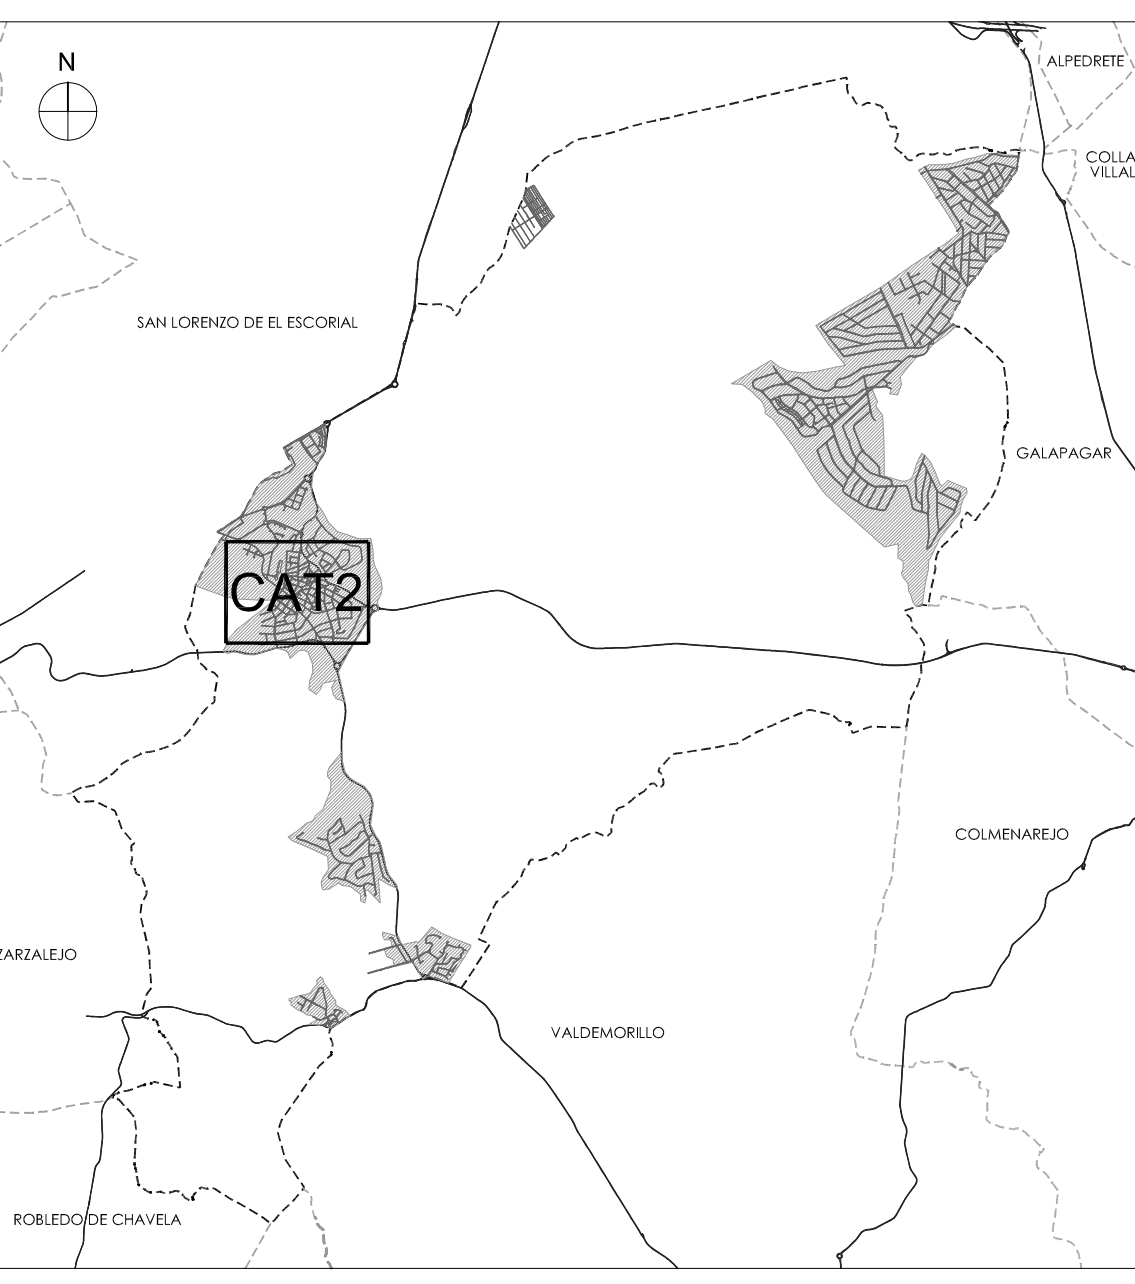 N
ALPEDRETE
COLLA
VILLAL
SAN LORENZO DE EL ESCORIAL
GALAPAGAR
CAT2
COLMENAREJO
ZARZALEJO
VALDEMORILLO
ROBLEDO DE CHAVELA